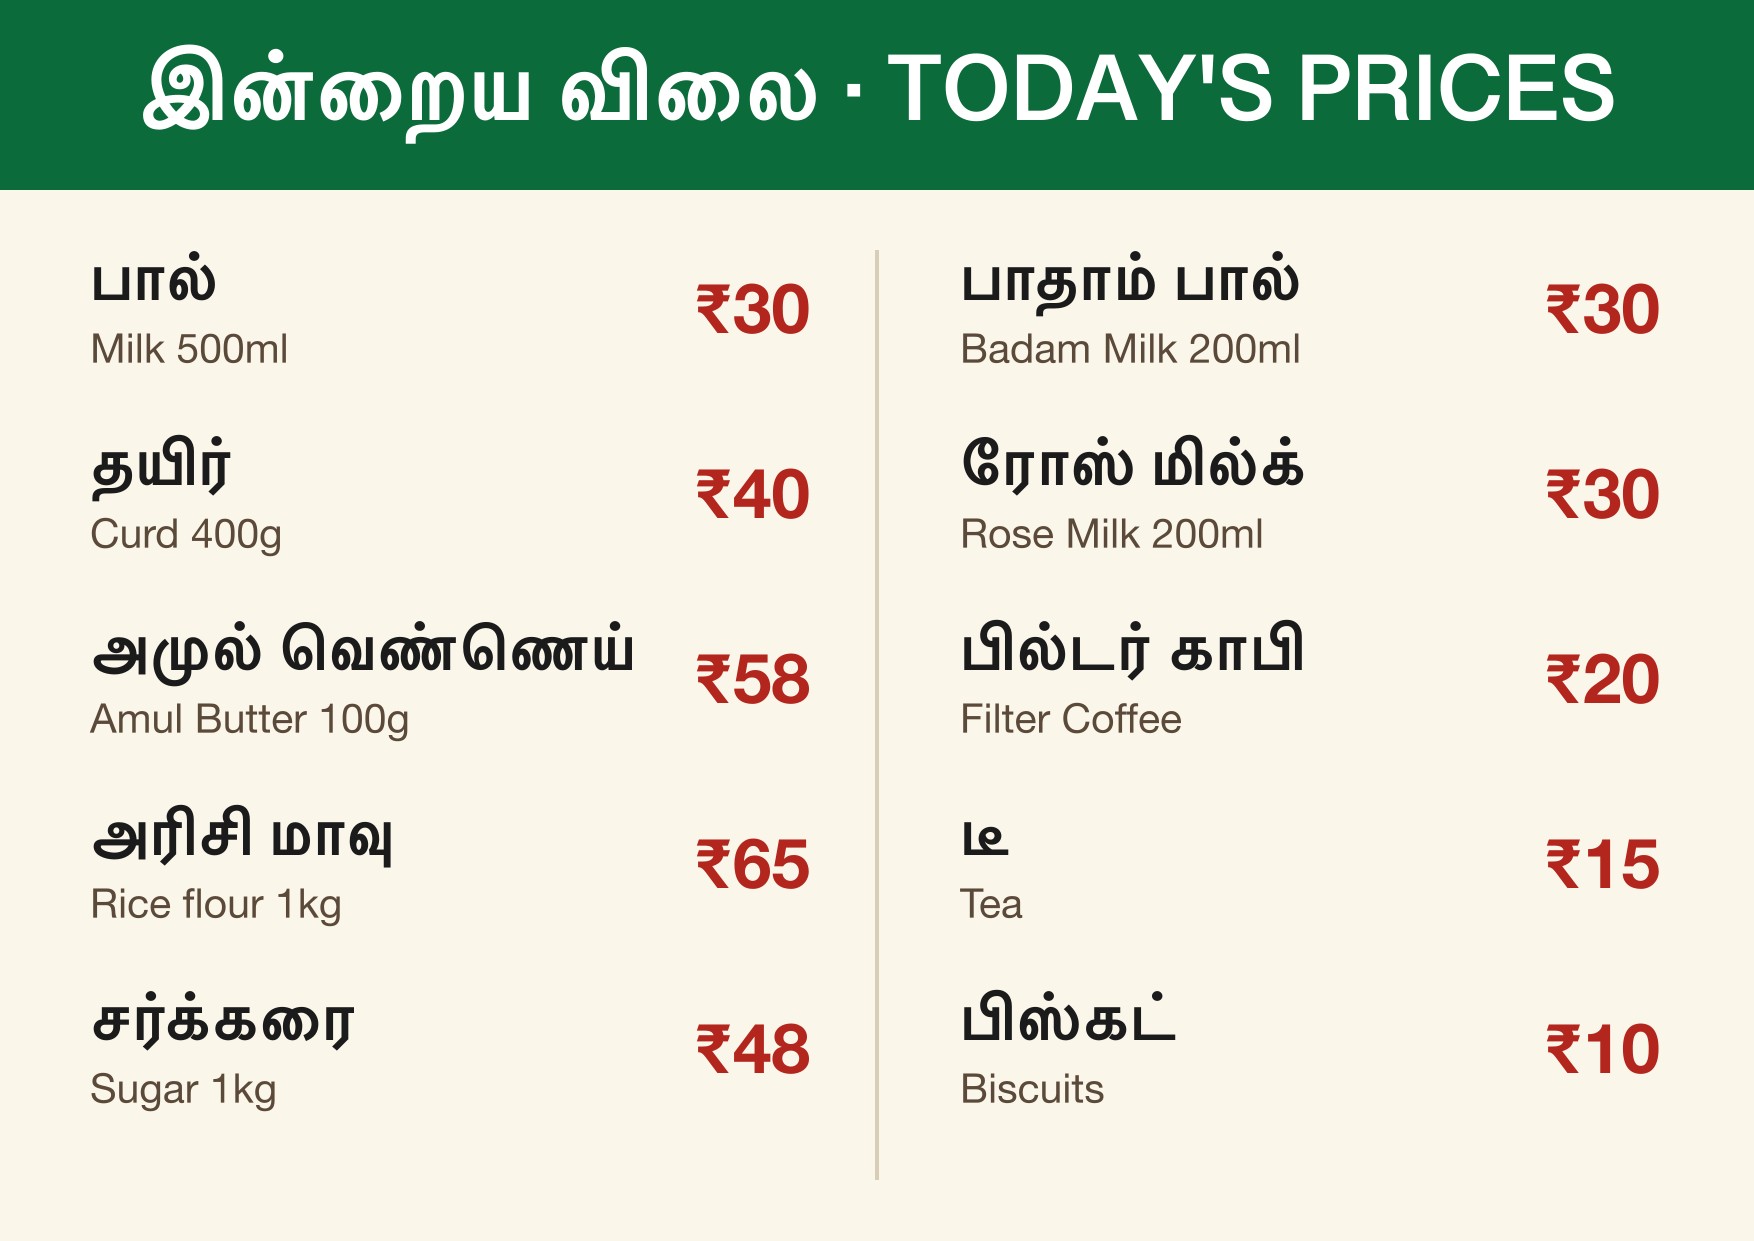 இன்றைய விலை · TODAY'S PRICES
பால்
Milk 500ml
₹30
தயிர்
Curd 400g
₹40
அமுல் வெண்ணெய்
Amul Butter 100g
₹58
அரிசி மாவு
Rice flour 1kg
₹65
சர்க்கரை
Sugar 1kg
₹48
பாதாம் பால்
Badam Milk 200ml
₹30
ரோஸ் மில்க்
Rose Milk 200ml
₹30
பில்டர் காபி
Filter Coffee
₹20
டீ
Tea
₹15
பிஸ்கட்
Biscuits
₹10